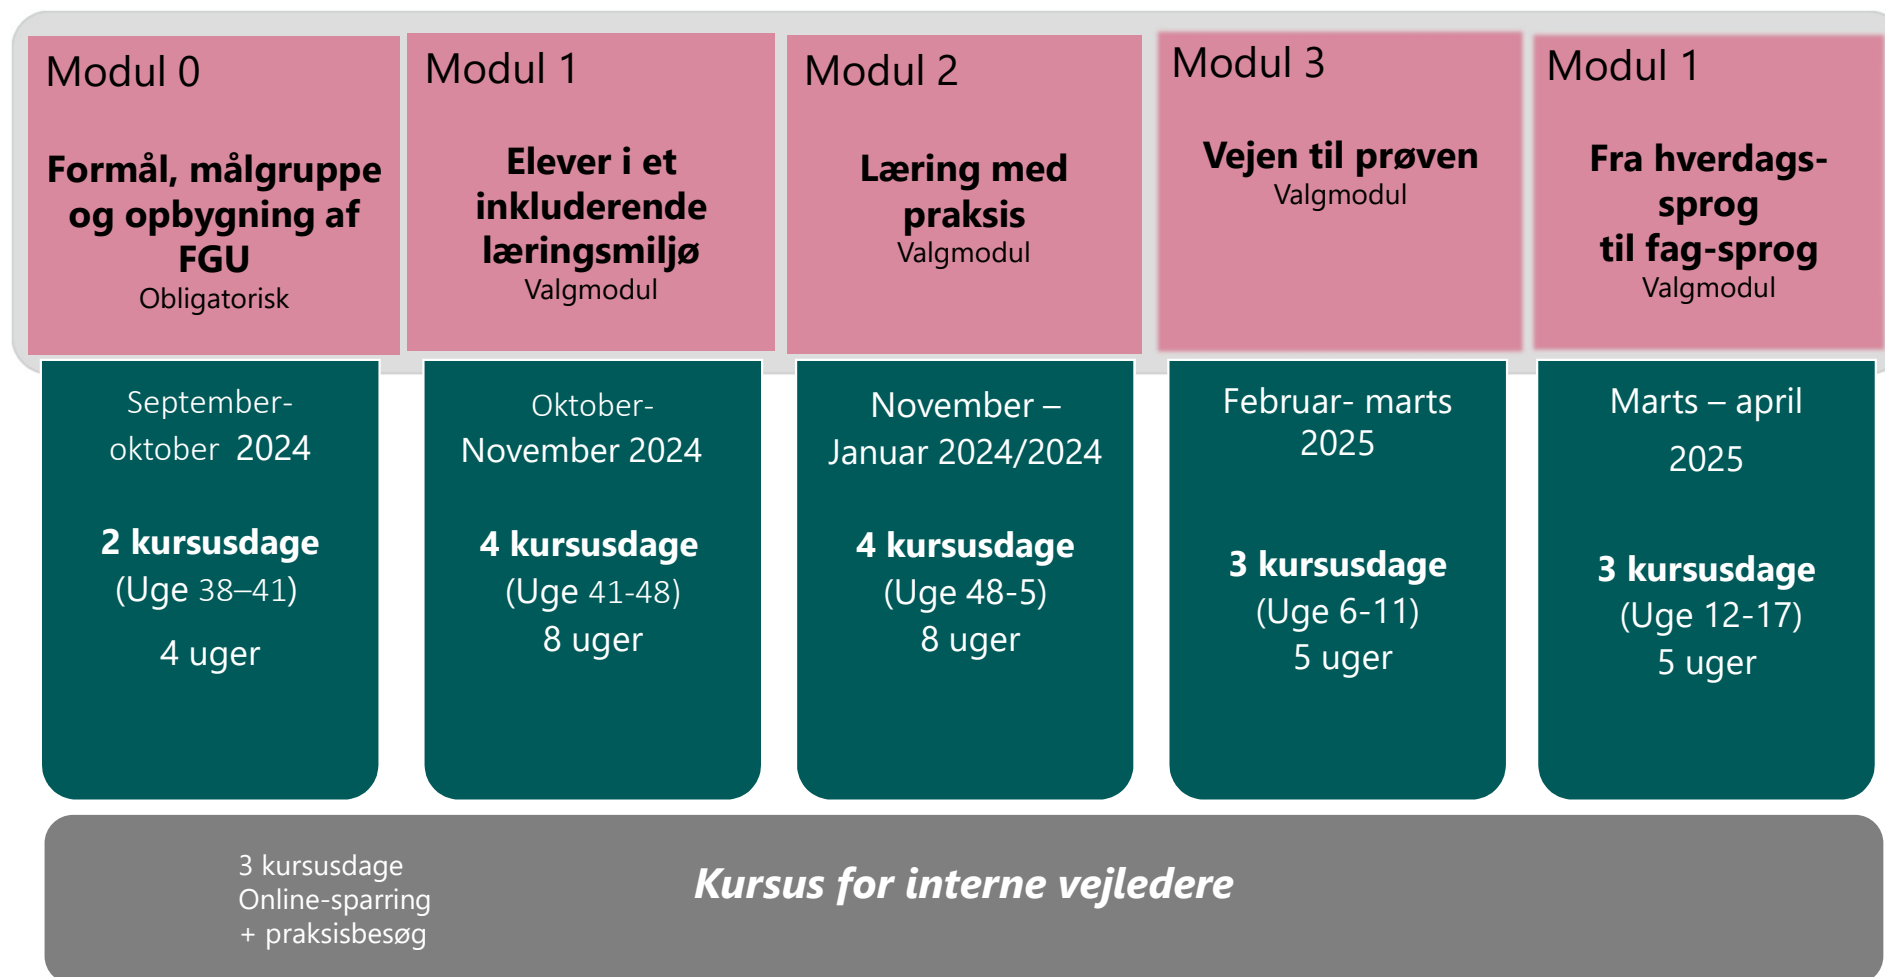 Modul 0
Formål, målgruppe
og opbygning af
FGU
Obligatorisk
Modul 1
Elever i et
inkluderende
læringsmiljø
Valgmodul
Modul 2
Læring med
praksis
Valgmodul
Modul 3
Vejen til prøven
Valgmodul
Modul 1
Fra hverdags-
sprog
til fag-sprog
Valgmodul
September-
oktober 2024
2 kursusdage
(Uge 38–41)
4 uger
Oktober-
November 2024
4 kursusdage
(Uge 41-48)
8 uger
November –
Januar 2024/2024
4 kursusdage
(Uge 48-5)
8 uger
Februar- marts
2025
3 kursusdage
(Uge 6-11)
5 uger
Marts – april
2025
3 kursusdage
(Uge 12-17)
5 uger
3 kursusdage
Online-sparring
+ praksisbesøg
Kursus for interne vejledere